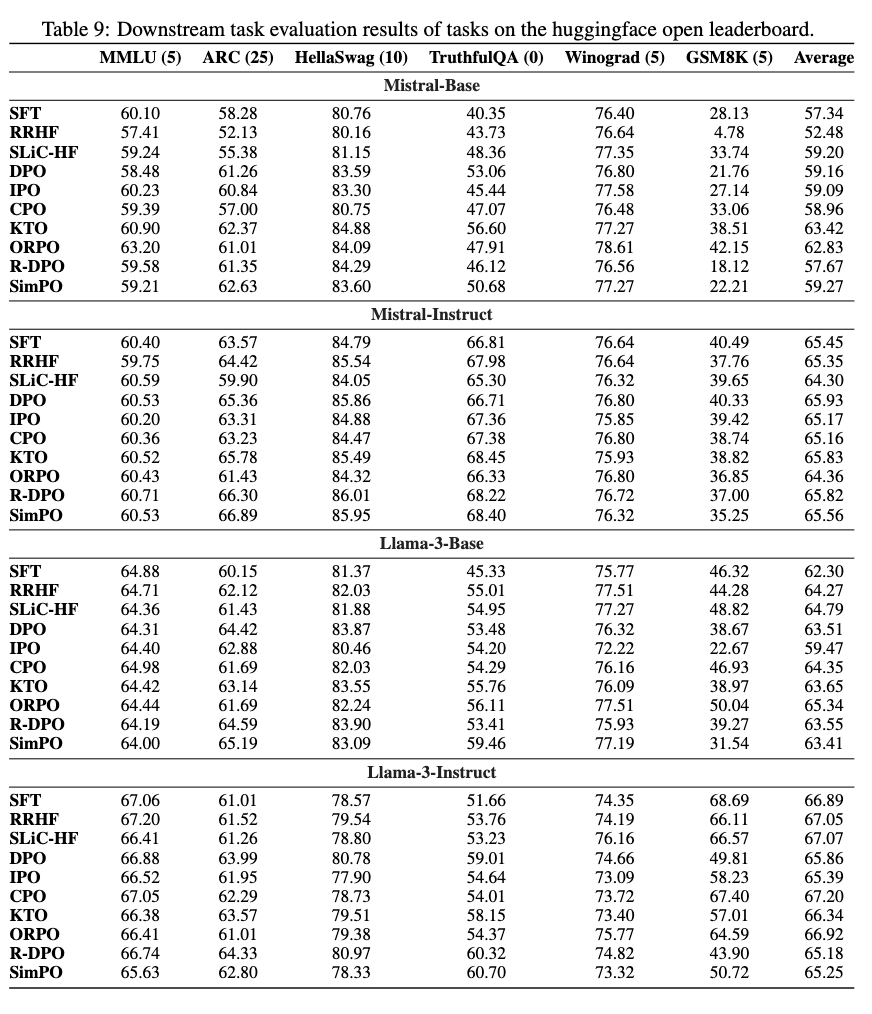 Table 9: Downstream task evaluation results of tasks on the huggingface open leaderboard.
MMLU (5) ARC (25) HellaSwag (10) TruthfulQA (0) Winograd (5) GSM8K (5) Average
Mistral-Base
SFT 60.10 58.28 80.76 40.35 76.40 28.13 57.34
RRHF 57.41 52.13 80.16 43.73 76.64 4.78 52.48
SLiC-HF 59.24 55.38 81.15 48.36 77.35 33.74 59.20
DPO 58.48 61.26 83.59 53.06 76.80 21.76 59.16
IPO 60.23 60.84 83.30 45.44 77.58 27.14 59.09
CPO 59.39 57.00 80.75 47.07 76.48 33.06 58.96
KTO 60.90 62.37 84.88 56.60 77.27 38.51 63.42
ORPO 63.20 61.01 84.09 47.91 78.61 42.15 62.83
R-DPO 59.58 61.35 84.29 46.12 76.56 18.12 57.67
SimPO 59.21 62.63 83.60 50.68 77.27 22.21 59.27
Mistral-Instruct
SFT 60.40 63.57 84.79 66.81 76.64 40.49 65.45
RRHF 59.75 64.42 85.54 67.98 76.64 37.76 65.35
SLiC-HF 60.59 59.90 84.05 65.30 76.32 39.65 64.30
DPO 60.53 65.36 85.86 66.71 76.80 40.33 65.93
IPO 60.20 63.31 84.88 67.36 75.85 39.42 65.17
CPO 60.36 63.23 84.47 67.38 76.80 38.74 65.16
KTO 60.52 65.78 85.49 68.45 75.93 38.82 65.83
ORPO 60.43 61.43 84.32 66.33 76.80 36.85 64.36
R-DPO 60.71 66.30 86.01 68.22 76.72 37.00 65.82
SimPO 60.53 66.89 85.95 68.40 76.32 35.25 65.56
Llama-3-Base
SFT 64.88 60.15 81.37 45.33 75.77 46.32 62.30
RRHF 64.71 62.12 82.03 55.01 77.51 44.28 64.27
SLiC-HF 64.36 61.43 81.88 54.95 77.27 48.82 64.79
DPO 64.31 64.42 83.87 53.48 76.32 38.67 63.51
IPO 64.40 62.88 80.46 54.20 72.22 22.67 59.47
CPO 64.98 61.69 82.03 54.29 76.16 46.93 64.35
KTO 64.42 63.14 83.55 55.76 76.09 38.97 63.65
ORPO 64.44 61.69 82.24 56.11 77.51 50.04 65.34
R-DPO 64.19 64.59 83.90 53.41 75.93 39.27 63.55
SimPO 64.00 65.19 83.09 59.46 77.19 31.54 63.41
Llama-3-Instruct
SFT 67.06 61.01 78.57 51.66 74.35 68.69 66.89
RRHF 67.20 61.52 79.54 53.76 74.19 66.11 67.05
SLiC-HF 66.41 61.26 78.80 53.23 76.16 66.57 67.07
DPO 66.88 63.99 80.78 59.01 74.66 49.81 65.86
IPO 66.52 61.95 77.90 54.64 73.09 58.23 65.39
CPO 67.05 62.29 78.73 54.01 73.72 67.40 67.20
KTO 66.38 63.57 79.51 58.15 73.40 57.01 66.34
ORPO 66.41 61.01 79.38 54.37 75.77 64.59 66.92
R-DPO 66.74 64.33 80.97 60.32 74.82 43.90 65.18
SimPO 65.63 62.80 78.33 60.70 73.32 50.72 65.25